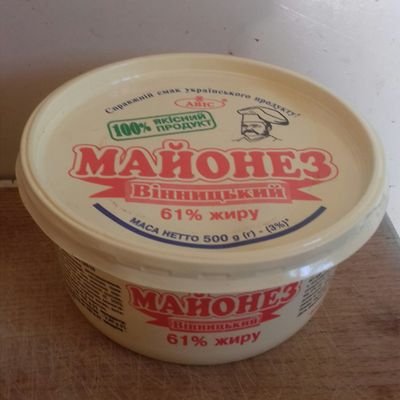 Справжній смак українського продукту!
АВІС
100% ЯКІСНИЙ ПРОДУКТ
МАЙОНЕЗ
Вінницький
61% жиру
МАСА НЕТТО 500 g (г) - (3%)*
МАЙОНЕЗ
Вінницький
61% жиру